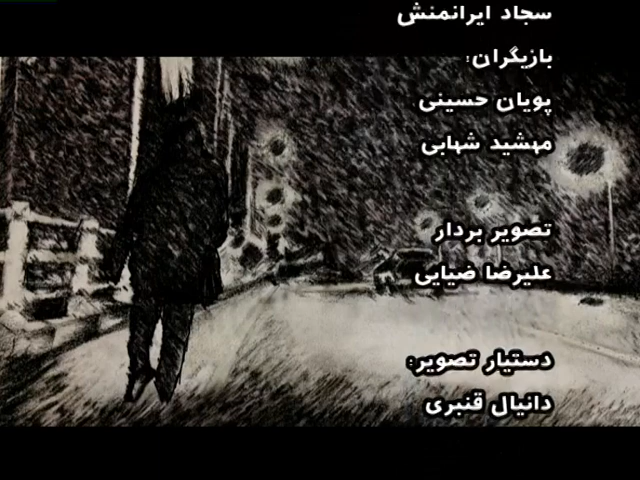 سجاد ایرانمنش
بازیگران:
پویان حسینی
مهشید شهابی
تصویر بردار
علیرضا ضیایی
دستیار تصویر:
دانیال قنبری